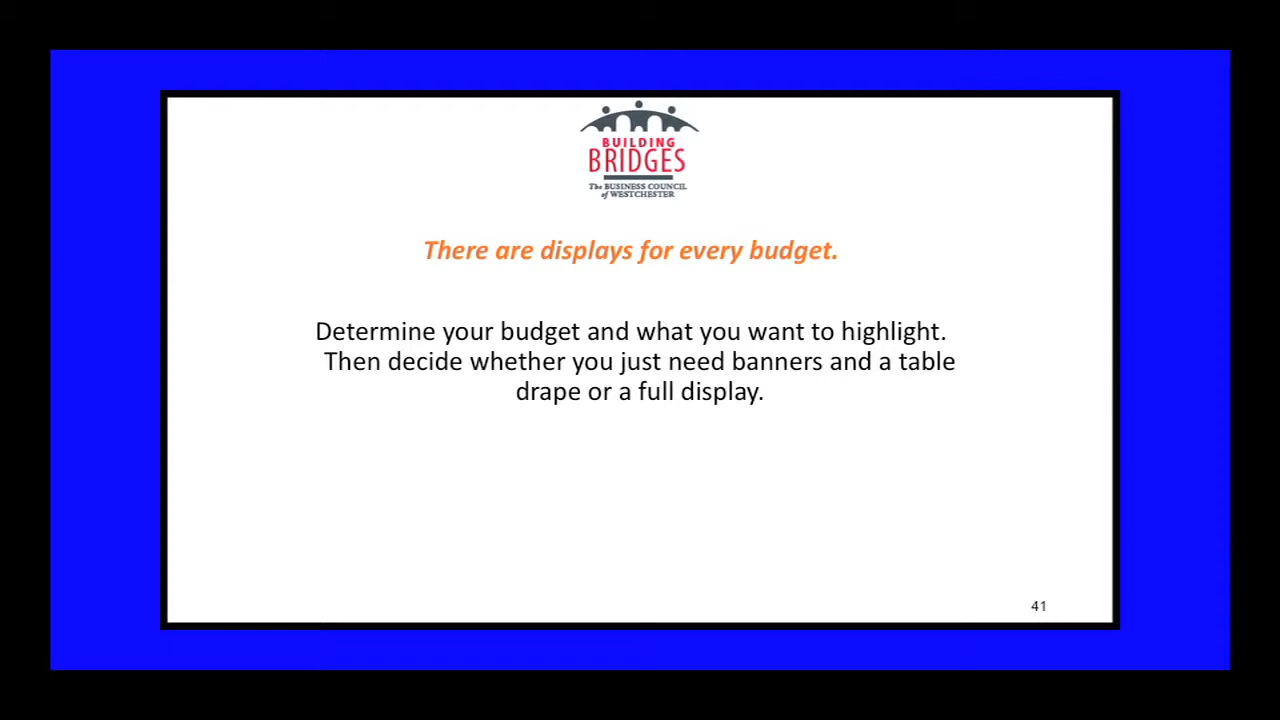 BUILDING
BRIDGES
The BUSINESS COUNCIL
of WESTCHESTER
There are displays for every budget.
Determine your budget and what you want to highlight.
Then decide whether you just need banners and a table
drape or a full display.
41